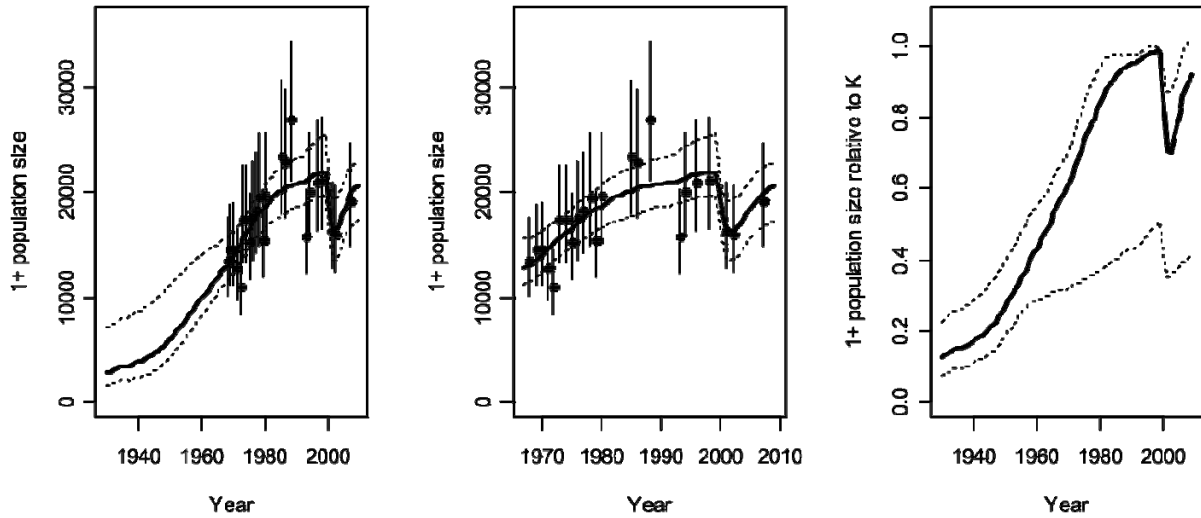 1+ population size
30000
20000
10000
0
1940 1960 1980 2000
Year
1+ population size
30000
20000
10000
0
1970 1980 1990 2000 2010
Year
1+ population size relative to K
1.0
0.8
0.6
0.4
0.2
0.0
1940 1960 1980 2000
Year